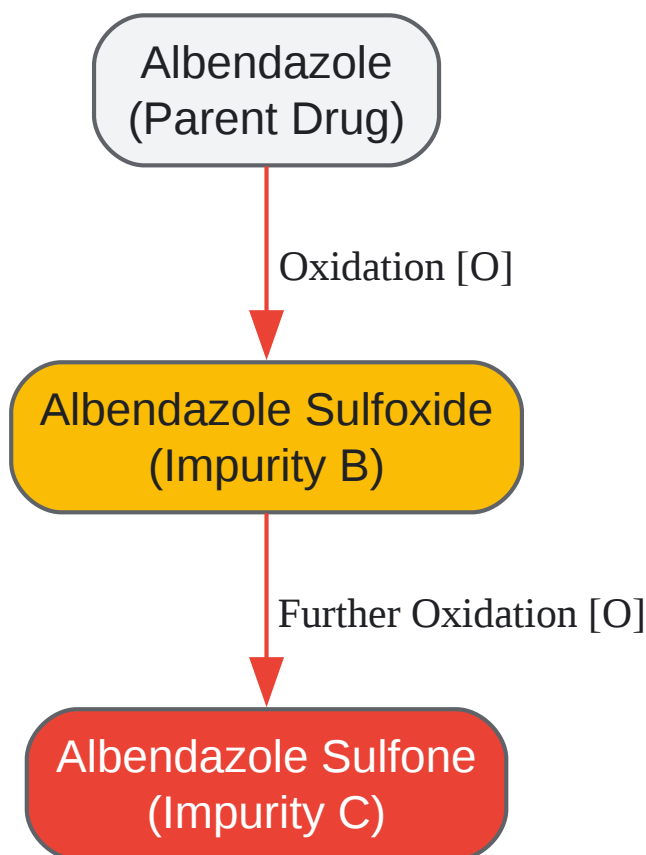 Albendazole
(Parent Drug)
Oxidation [O]
Albendazole Sulfoxide
(Impurity B)
Further Oxidation [O]
Albendazole Sulfone
(Impurity C)